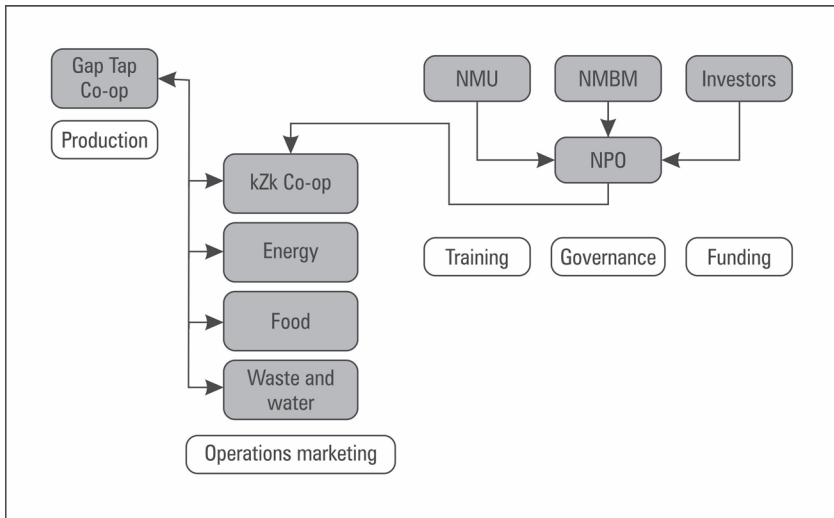 Gap Tap
Co-op
Production
kZk Co-op
Energy
Food
Waste and
water
Operations marketing
NMU
NMBM
Investors
NPO
Training
Governance
Funding